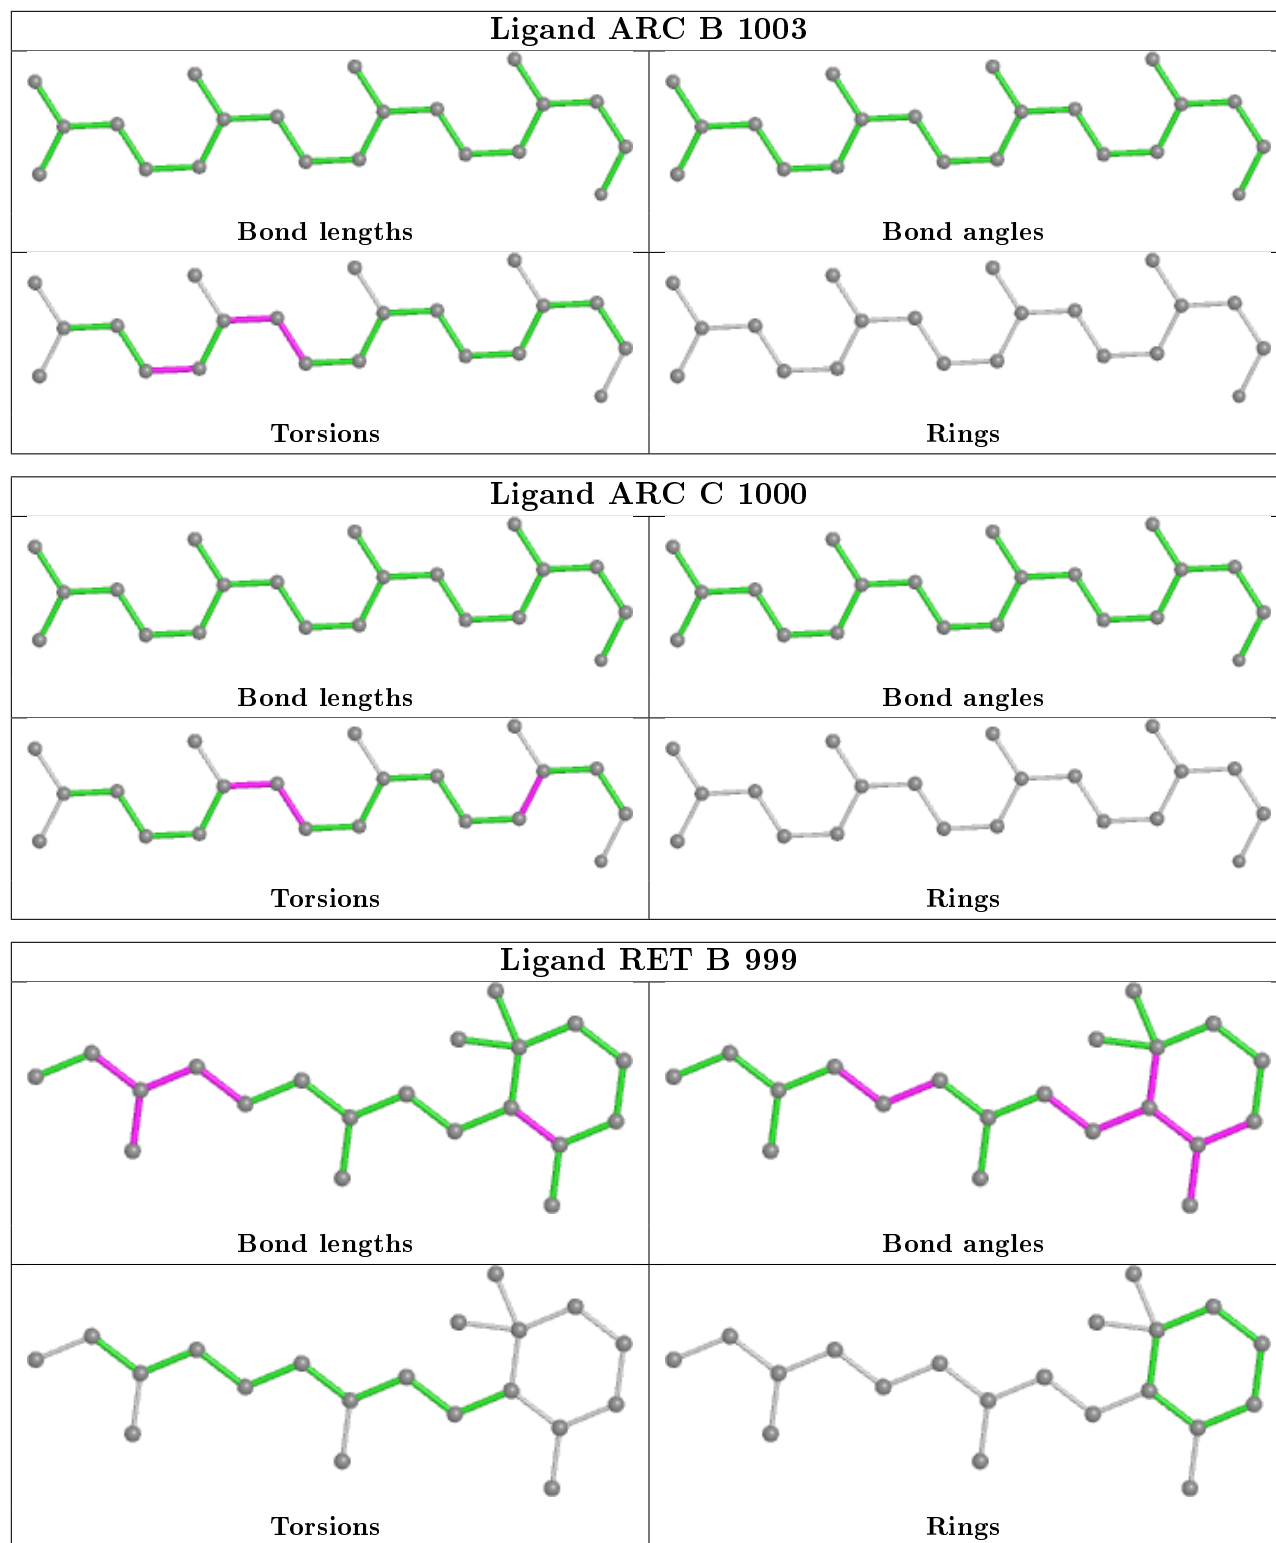 Ligand ARC B 1003
Bond lengths
Bond angles
Torsions
Rings
Ligand ARC C 1000
Bond lengths
Bond angles
Torsions
Rings
Ligand RET B 999
Bond lengths
Bond angles
Torsions
Rings